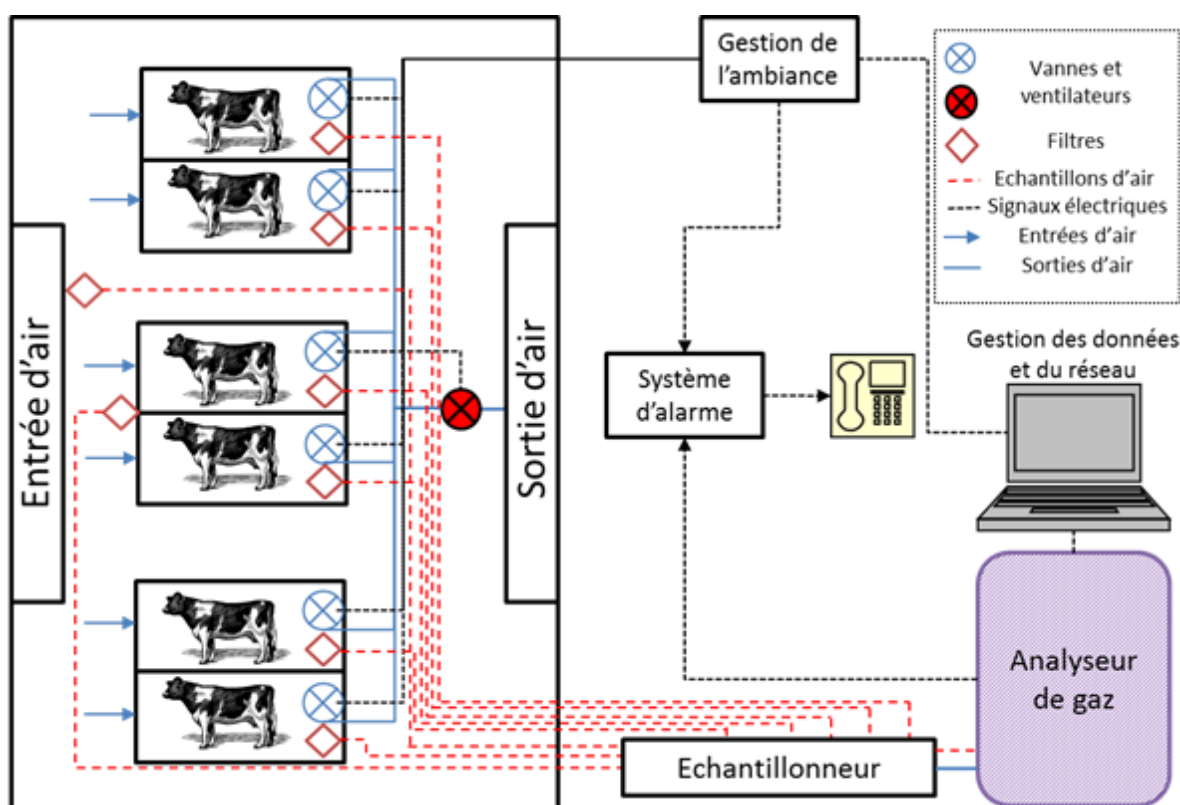 Gestion de
l'ambiance
Vannes et
ventilateurs
Filtres
Echantillons d'air
Signaux électriques
Entrées d'air
Sorties d'air
Entrée d'air
Sortie d'air
Système
d'alarme
Gestion des données
et du réseau
Analyseur
de gaz
Echantillonneur